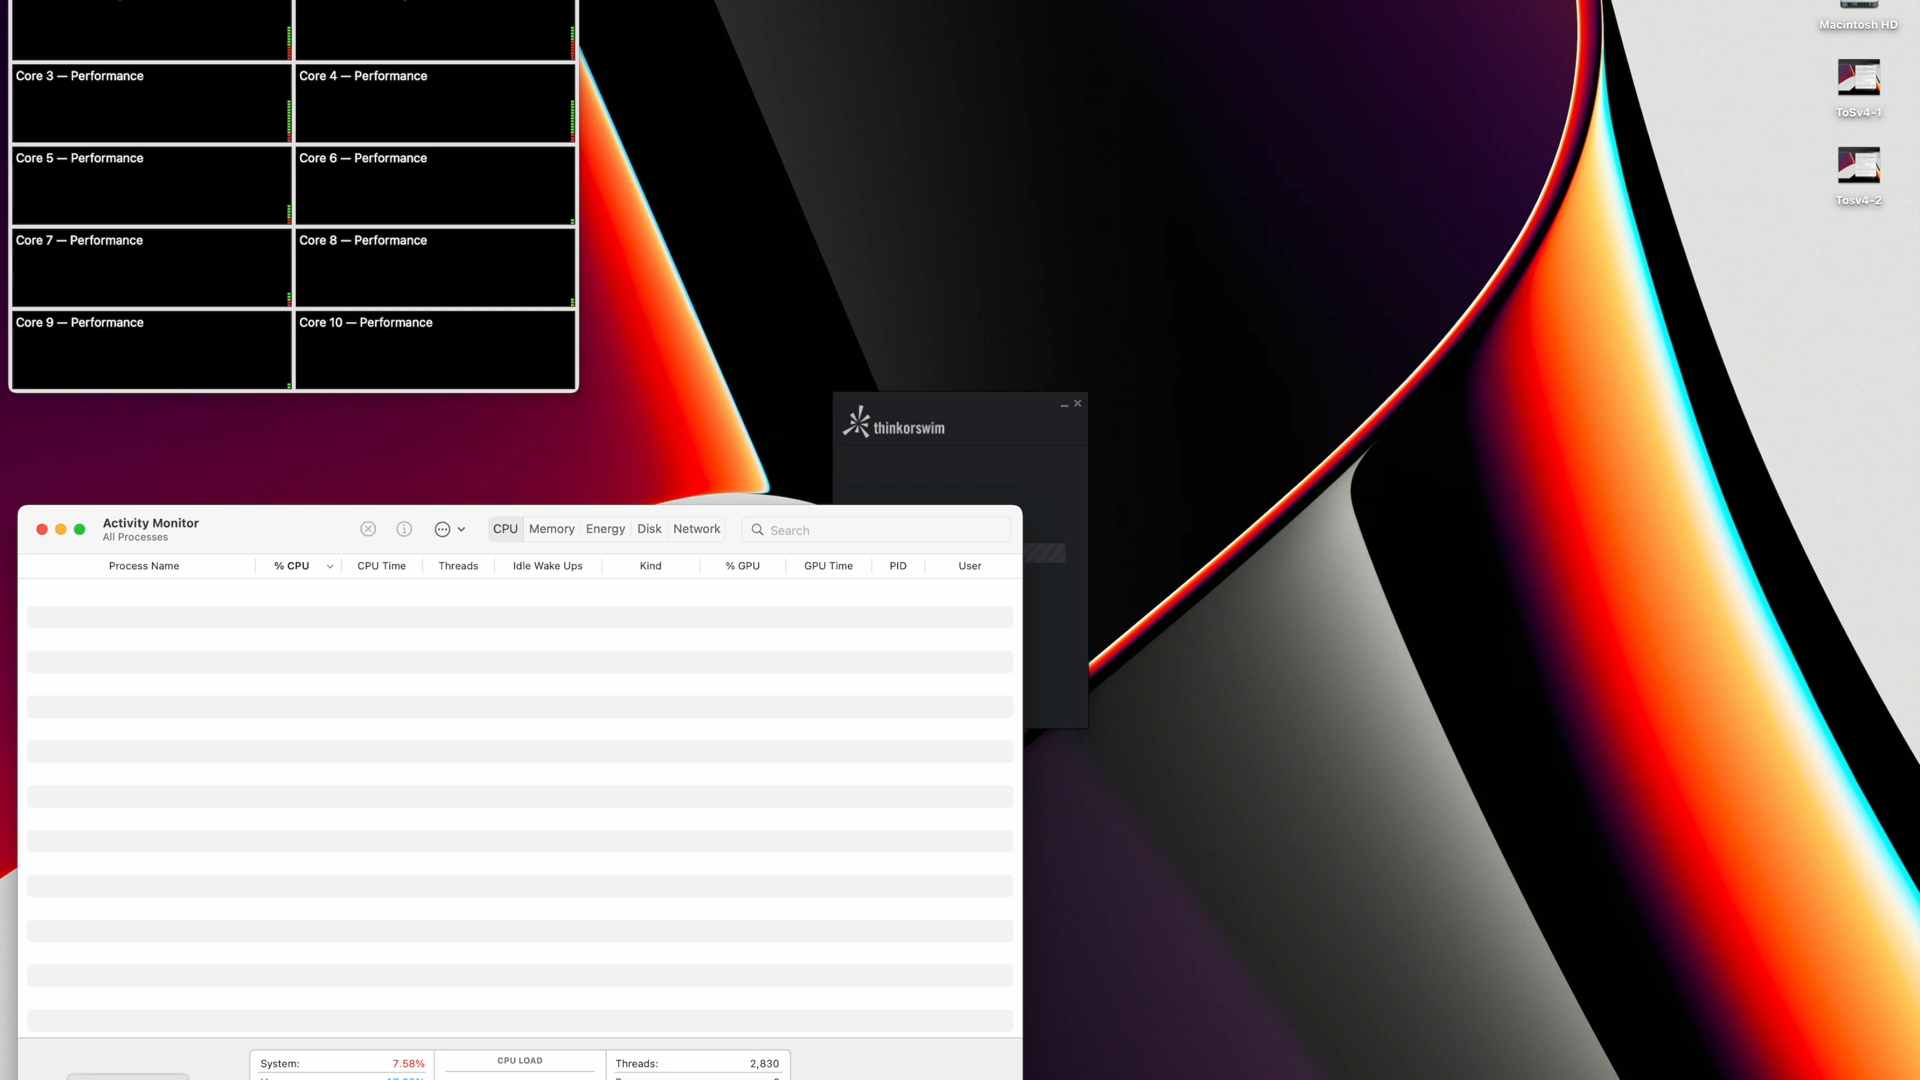 Macintosh HD
Core 3 — Performance
Core 4 — Performance
ToSv4-1
Core 5 — Performance
Core 6 — Performance
Tosv4-2
Core 7 — Performance
Core 8 — Performance
Core 9 — Performance
Core 10 — Performance
thinkorswim
Activity Monitor
All Processes
CPU Memory Energy Disk Network
Search
Process Name % CPU CPU Time Threads Idle Wake Ups Kind % GPU GPU Time PID User
System: 7.58%
CPU LOAD
Threads: 2,830